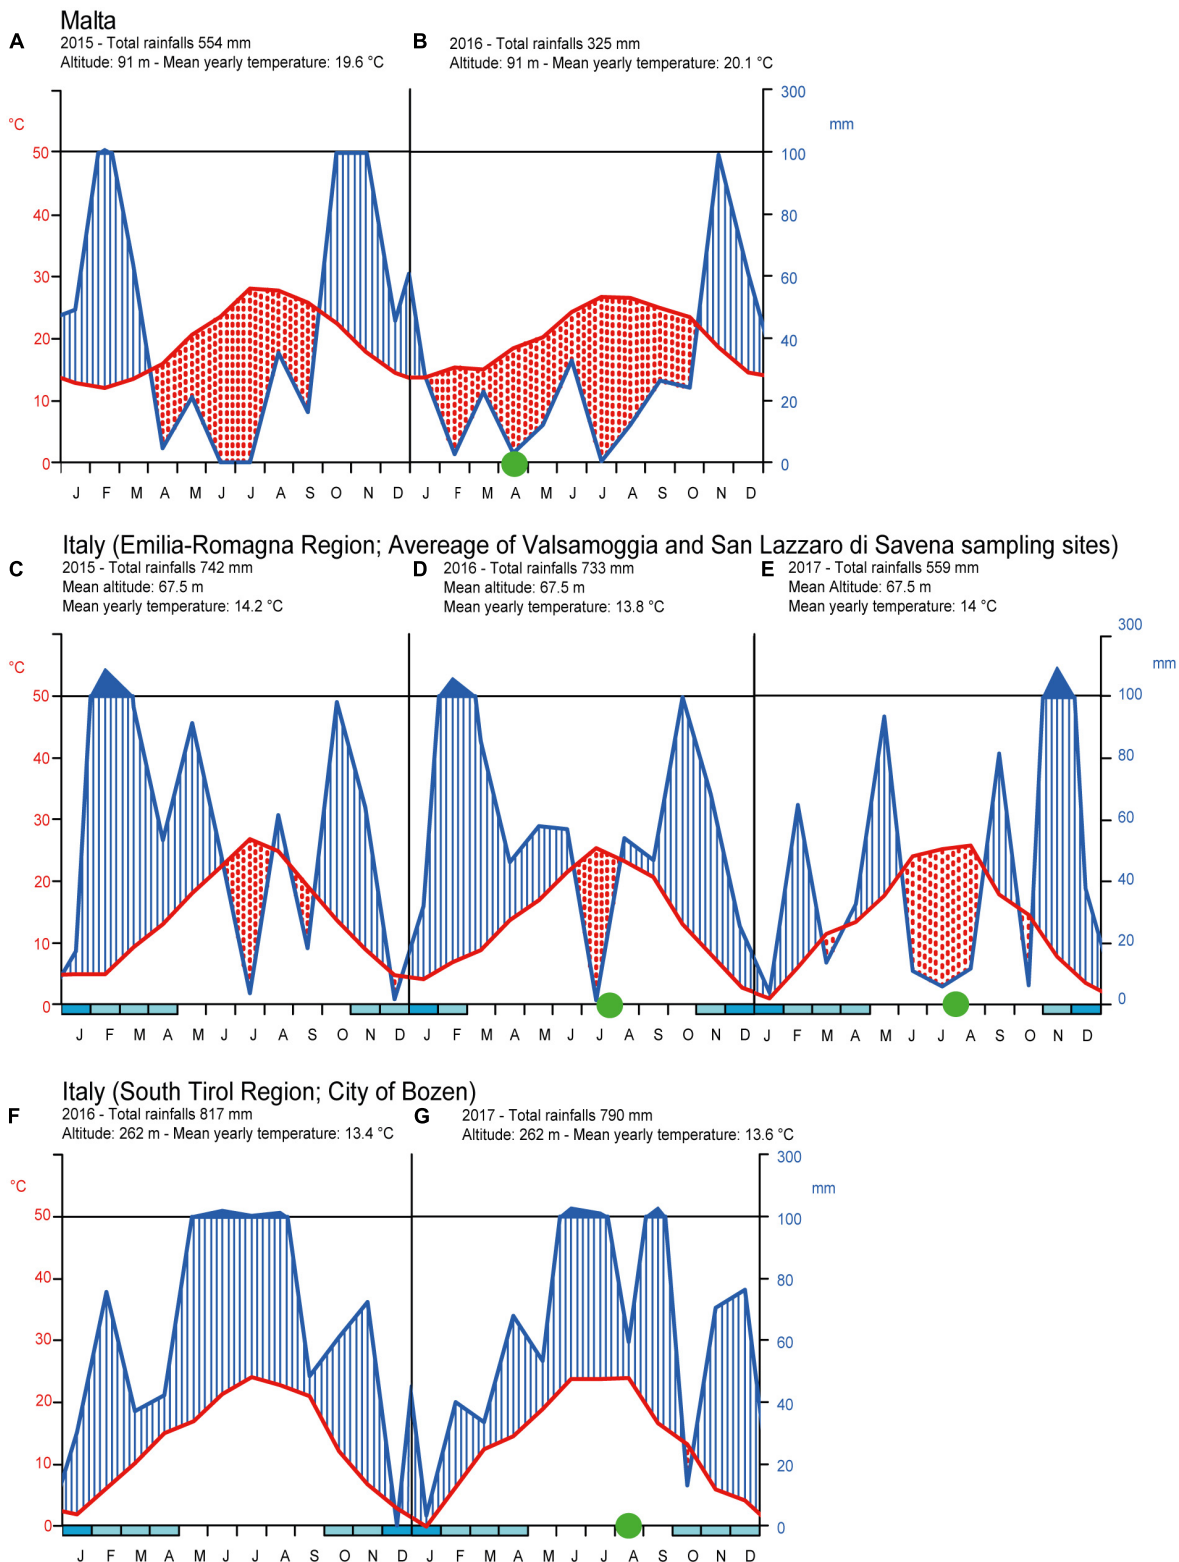 Malta
A
2015 - Total rainfalls 554 mm
Altitude: 91 m - Mean yearly temperature: 19.6 °C
B
2016 - Total rainfalls 325 mm
Altitude: 91 m - Mean yearly temperature: 20.1 °C
°C
50
40
30
20
10
0
300
mm
100
80
60
40
20
0
J F M A M J J A S O N D J F M A M J J A S O N D
Italy (Emilia-Romagna Region; Avereage of Valsamoggia and San Lazzaro di Savena sampling sites)
C
2015 - Total rainfalls 742 mm
Mean altitude: 67.5 m
Mean yearly temperature: 14.2 °C
D
2016 - Total rainfalls 733 mm
Mean altitude: 67.5 m
Mean yearly temperature: 13.8 °C
E
2017 - Total rainfalls 559 mm
Mean Altitude: 67.5 m
Mean yearly temperature: 14 °C
°C
50
40
30
20
10
0
300
mm
100
80
60
40
20
0
J F M A M J J A S O N D J F M A M J J A S O N D J F M A M J J A S O N D
Italy (South Tirol Region; City of Bozen)
F
2016 - Total rainfalls 817 mm
Altitude: 262 m - Mean yearly temperature: 13.4 °C
G
2017 - Total rainfalls 790 mm
Altitude: 262 m - Mean yearly temperature: 13.6 °C
°C
50
40
30
20
10
0
300
mm
100
80
60
40
20
0
J F M A M J J A S O N D J F M A M J J A S O N D